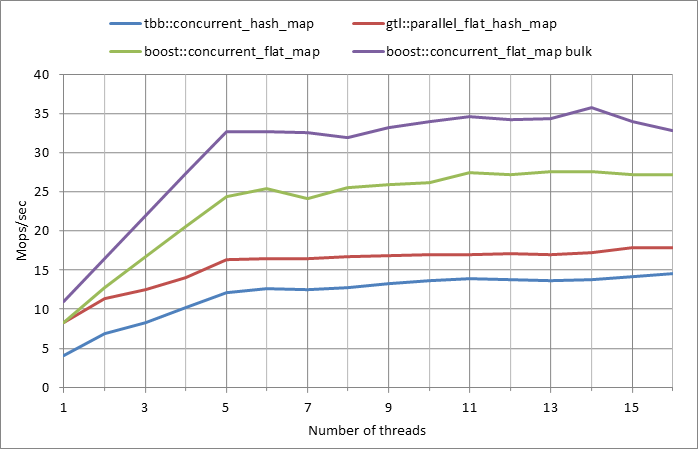 tbb::concurrent_hash_map gtl::parallel_flat_hash_map
boost::concurrent_flat_map boost::concurrent_flat_map bulk
40
35
30
25
20
15
10
5
0
Mops/sec
1 3 5 7 9 11 13 15
Number of threads